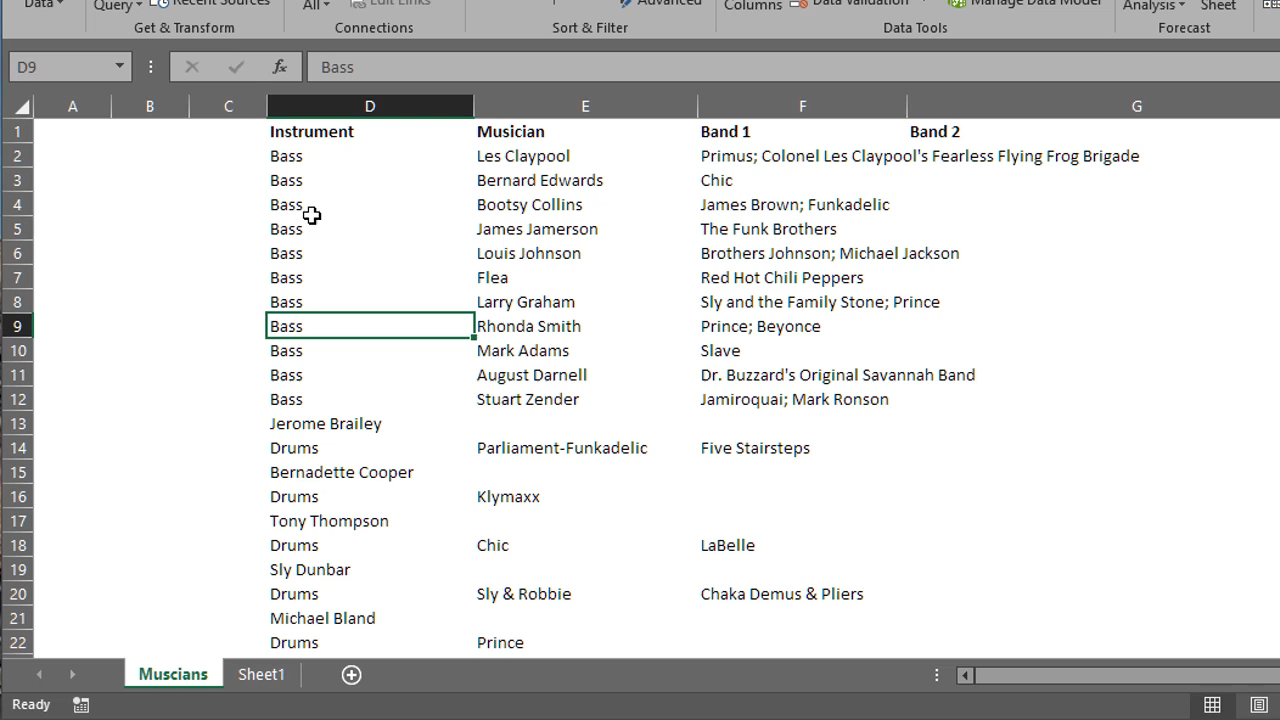 Data Query Recent Sources All Edit Links Advanced Columns Data Validation Manage Data Model Analysis Sheet
Get & Transform Connections Sort & Filter Data Tools Forecast
D9 fx Bass
A B C D E F G
1 Instrument Musician Band 1 Band 2
2 Bass Les Claypool Primus; Colonel Les Claypool's Fearless Flying Frog Brigade
3 Bass Bernard Edwards Chic
4 Bass Bootsy Collins James Brown; Funkadelic
5 Bass James Jamerson The Funk Brothers
6 Bass Louis Johnson Brothers Johnson; Michael Jackson
7 Bass Flea Red Hot Chili Peppers
8 Bass Larry Graham Sly and the Family Stone; Prince
9 Bass Rhonda Smith Prince; Beyonce
10 Bass Mark Adams Slave
11 Bass August Darnell Dr. Buzzard's Original Savannah Band
12 Bass Stuart Zender Jamiroquai; Mark Ronson
13 Jerome Brailey
14 Drums Parliament-Funkadelic Five Stairsteps
15 Bernadette Cooper
16 Drums Klymaxx
17 Tony Thompson
18 Drums Chic LaBelle
19 Sly Dunbar
20 Drums Sly & Robbie Chaka Demus & Pliers
21 Michael Bland
22 Drums Prince
Muscians Sheet1
Ready